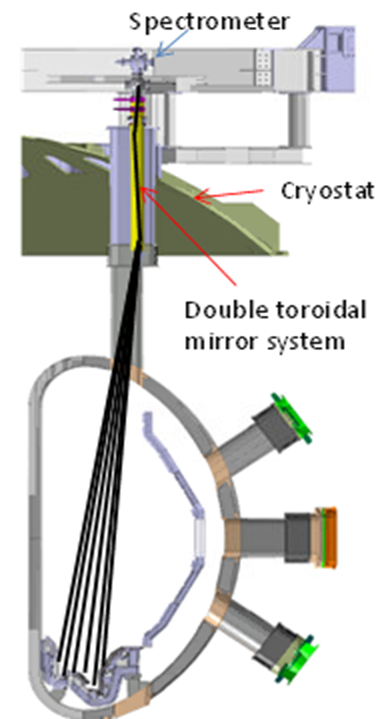 Spectrometer
Cryostat
Double toroidal
mirror system